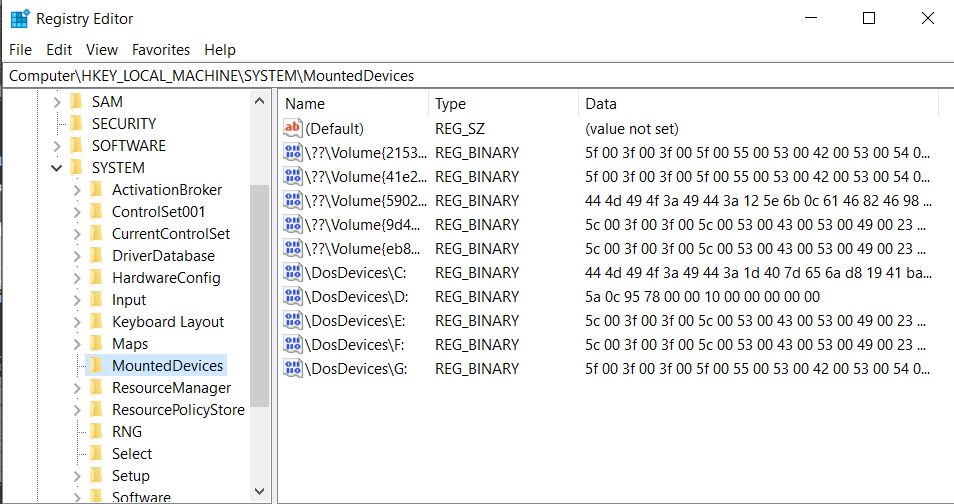 Registry Editor
File Edit View Favorites Help
Computer\HKEY_LOCAL_MACHINE\SYSTEM\MountedDevices
SAM
SECURITY
SOFTWARE
SYSTEM
ActivationBroker
ControlSet001
CurrentControlSet
DriverDatabase
HardwareConfig
Input
Keyboard Layout
Maps
MountedDevices
ResourceManager
ResourcePolicyStore
RNG
Select
Setup
Software
Name Type Data
ab (Default) REG_SZ (value not set)
\??\Volume{2153... REG_BINARY 5f 00 3f 00 3f 00 5f 00 55 00 53 00 42 00 53 00 54 0...
\??\Volume{41e2... REG_BINARY 5f 00 3f 00 3f 00 5f 00 55 00 53 00 42 00 53 00 54 0...
\??\Volume{5902... REG_BINARY 44 4d 49 4f 3a 49 44 3a 12 5e 6b 0c 61 46 82 46 98 ...
\??\Volume{9d4... REG_BINARY 5c 00 3f 00 3f 00 5c 00 53 00 43 00 53 00 49 00 23 ...
\??\Volume{eb8... REG_BINARY 5c 00 3f 00 3f 00 5c 00 53 00 43 00 53 00 49 00 23 ...
\DosDevices\C: REG_BINARY 44 4d 49 4f 3a 49 44 3a 1d 40 7d 65 6a d8 19 41 ba...
\DosDevices\D: REG_BINARY 5a 0c 95 78 00 00 10 00 00 00 00 00
\DosDevices\E: REG_BINARY 5c 00 3f 00 3f 00 5c 00 53 00 43 00 53 00 49 00 23 ...
\DosDevices\F: REG_BINARY 5c 00 3f 00 3f 00 5c 00 53 00 43 00 53 00 49 00 23 ...
\DosDevices\G: REG_BINARY 5f 00 3f 00 3f 00 5f 00 55 00 53 00 42 00 53 00 54 0...